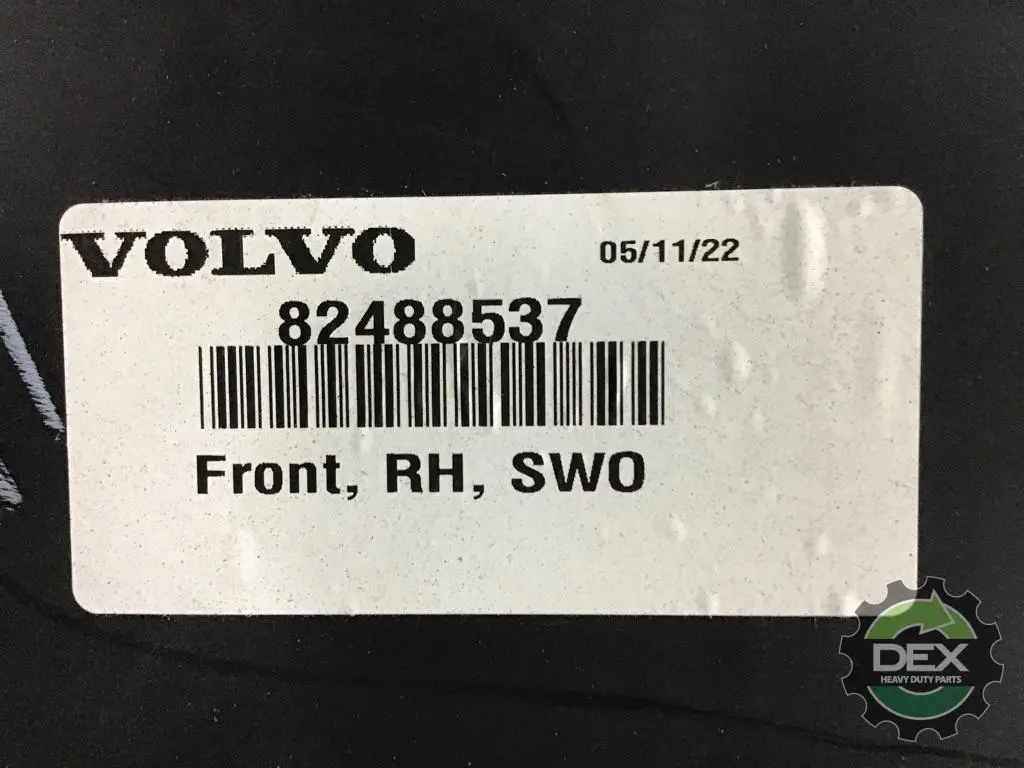 VOLVO 05/11/22
82488537
Front, RH, SWO
DEX
HEAVY DUTY PARTS